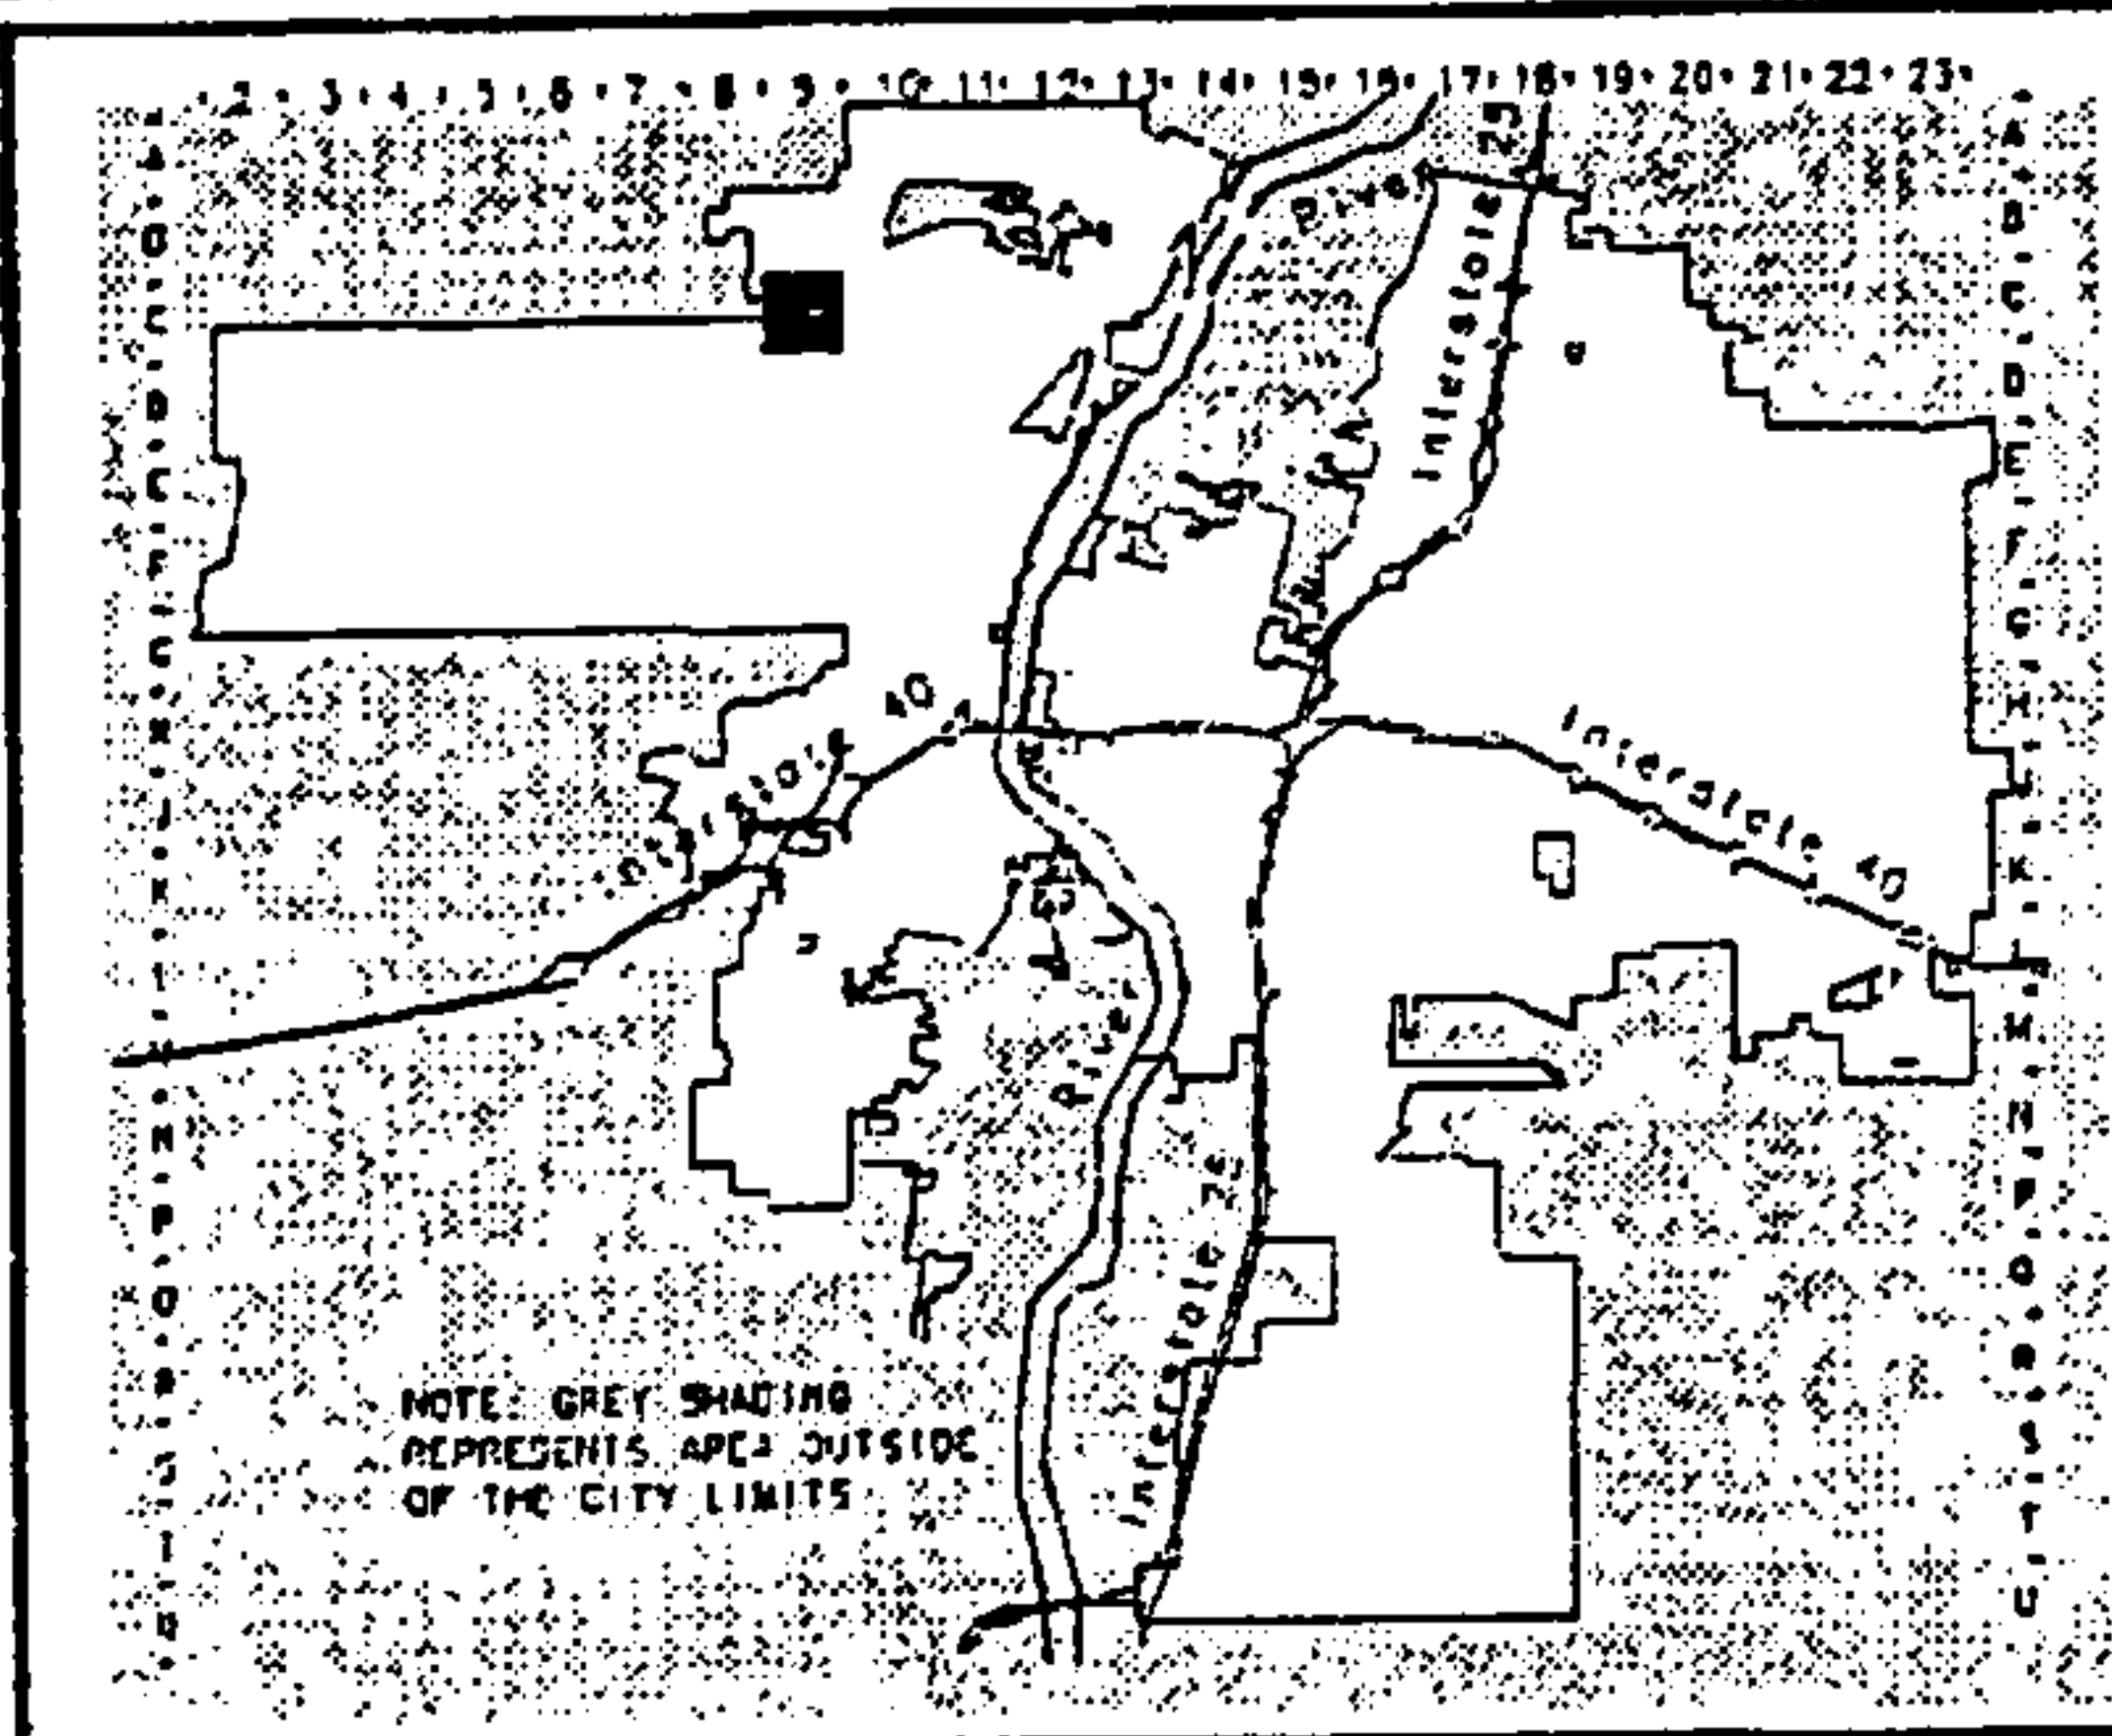 2 · 3 · 4 · 5 · 6 · 7 · 8 · 9 · 10 · 11 · 12 · 13 · 14 · 15 · 16 · 17 · 18 · 19 · 20 · 21 · 22 · 23
Interstate 25
River
Interstate 40
Interstate 40
River
Interstate 25
NOTE: GREY SHADING
REPRESENTS AREA OUTSIDE
OF THE CITY LIMITS
A
B
C
D
E
F
G
H
J
K
L
M
N
P
Q
R
S
T
U
A
B
C
D
E
F
G
H
J
K
L
M
N
P
Q
R
S
T
U